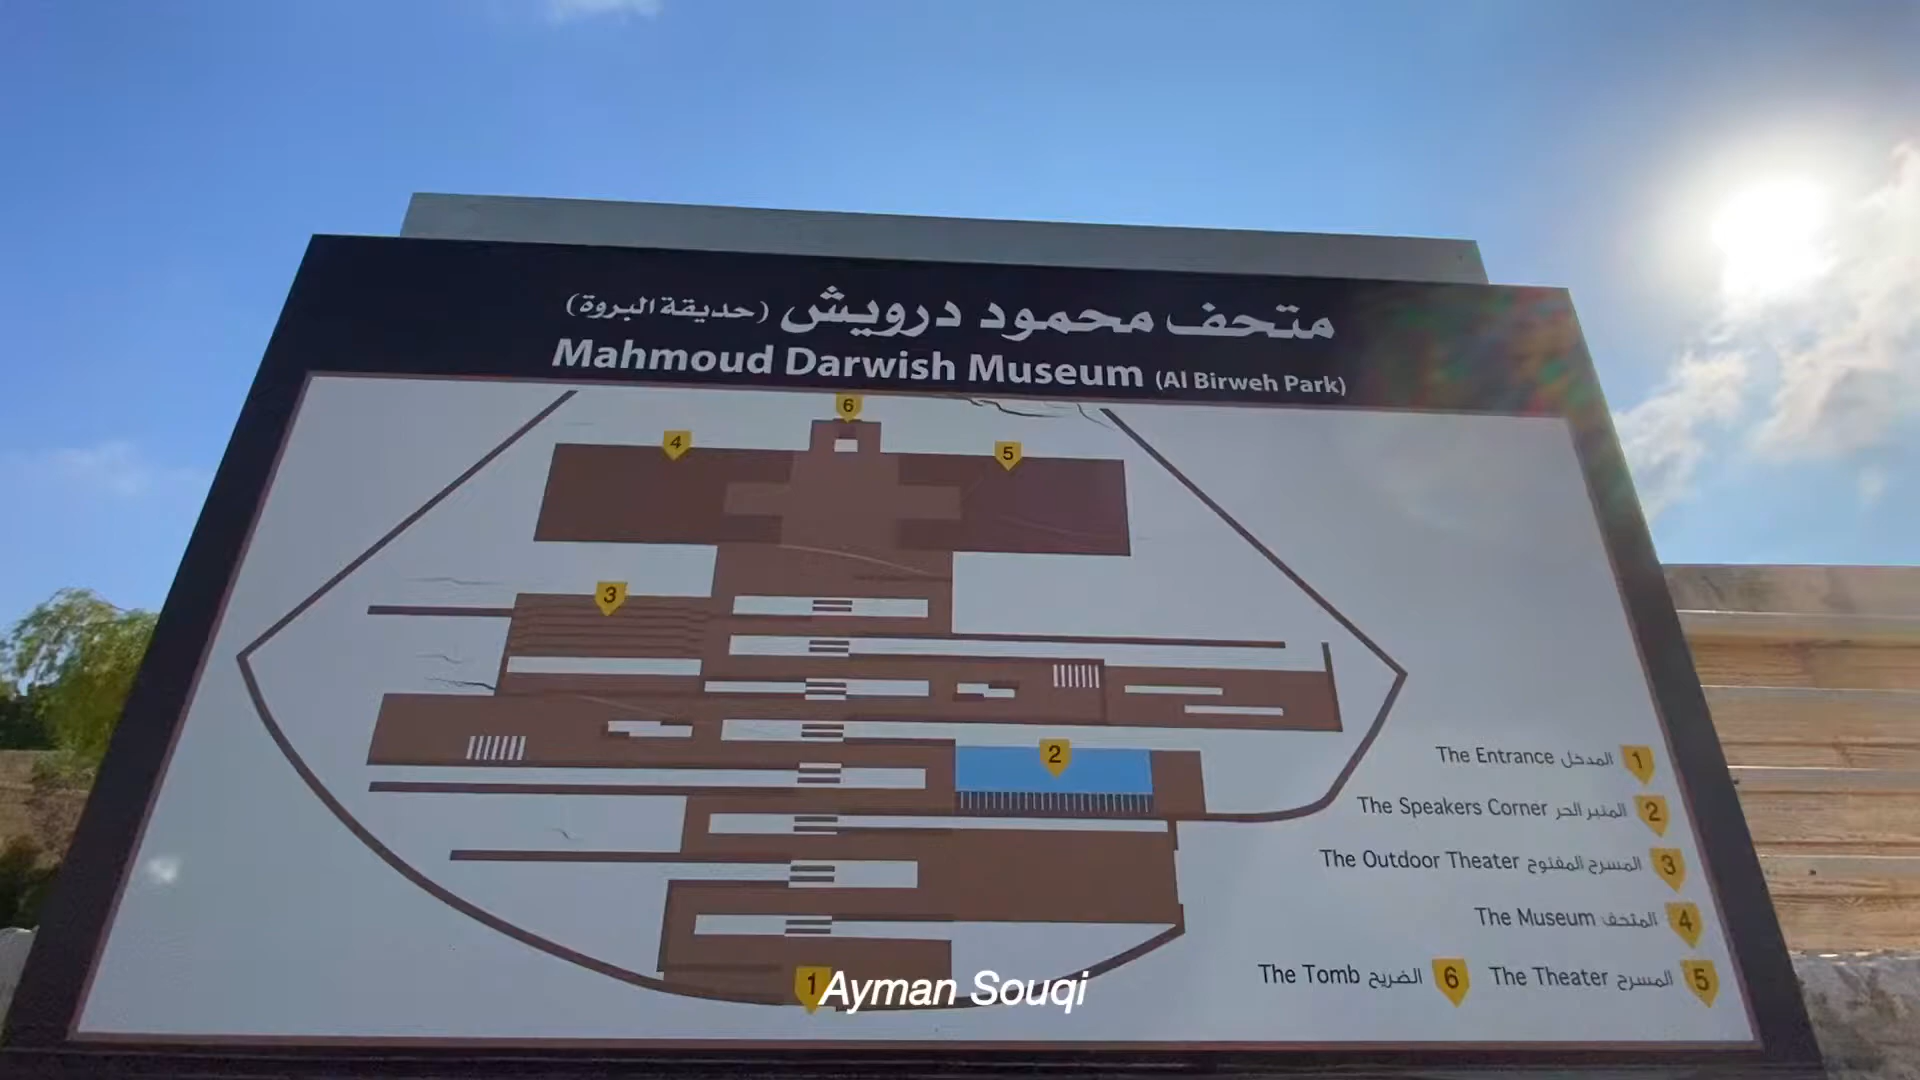 متحف محمود درويش (حديقة البروة)
Mahmoud Darwish Museum (Al Birweh Park)
6
4
5
3
2
1
The Entrance المدخل 1
The Speakers Corner المنبر الحر 2
The Outdoor Theater المسرح المفتوح 3
The Museum المتحف 4
The Theater المسرح 5
The Tomb الضريح 6
Ayman Souqi